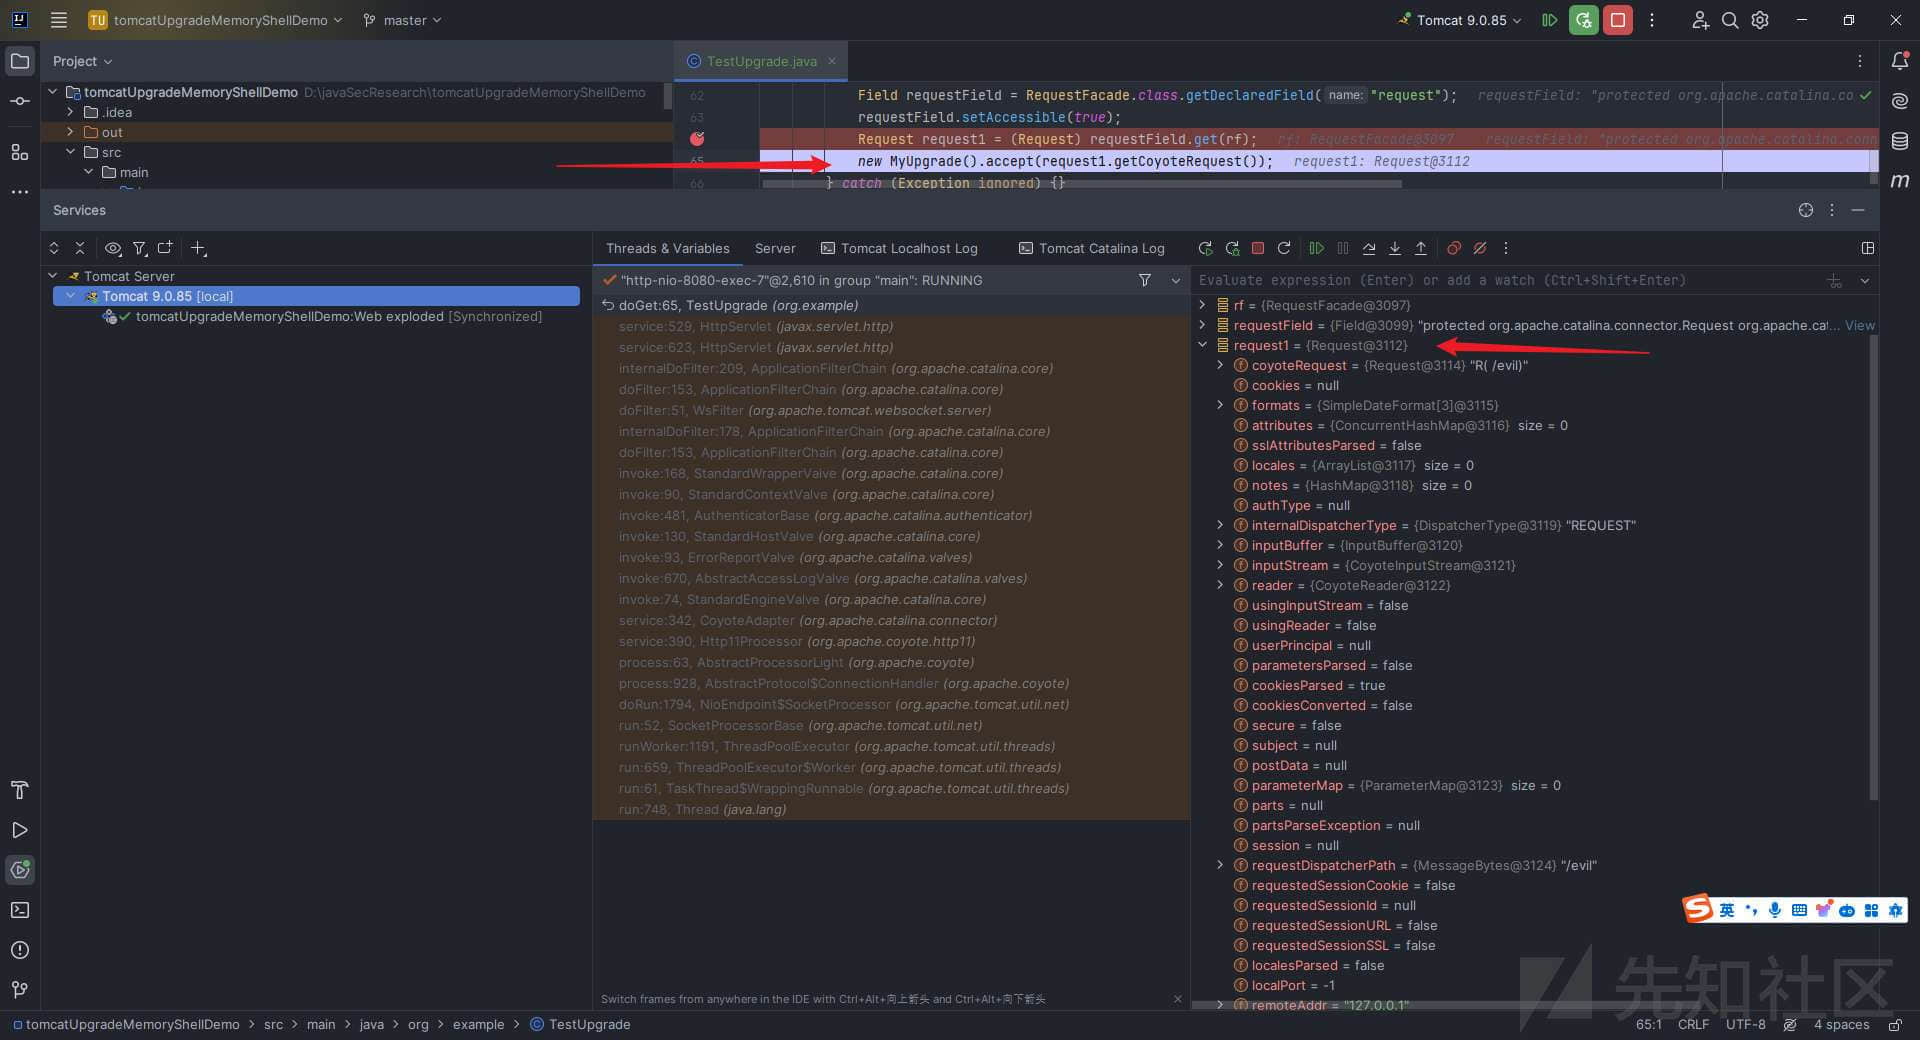 TU tomcatUpgradeMemoryShellDemo master Tomcat 9.0.85
Project
TestUpgrade.java
tomcatUpgradeMemoryShellDemo D:\javaSecResearch\tomcatUpgradeMemoryShellDemo
.idea
out
src
main
62 Field requestField = RequestFacade.class.getDeclaredField( name: "request"); requestField: "protected org.apache.catalina.co
63 requestField.setAccessible(true);
Request request1 = (Request) requestField.get(rf); rf: RequestFacade@3097 requestField: "protected org.apache.catalina.conn
65 new MyUpgrade().accept(request1.getCoyoteRequest()); request1: Request@3112
66 } catch (Exception ignored) {}
Services
Threads & Variables Server Tomcat Localhost Log Tomcat Catalina Log
Tomcat Server
Tomcat 9.0.85 [local]
tomcatUpgradeMemoryShellDemo:Web exploded [Synchronized]
"http-nio-8080-exec-7"@2,610 in group "main": RUNNING
doGet:65, TestUpgrade (org.example)
service:529, HttpServlet (javax.servlet.http)
service:623, HttpServlet (javax.servlet.http)
internalDoFilter:209, ApplicationFilterChain (org.apache.catalina.core)
doFilter:153, ApplicationFilterChain (org.apache.catalina.core)
doFilter:51, WsFilter (org.apache.tomcat.websocket.server)
internalDoFilter:178, ApplicationFilterChain (org.apache.catalina.core)
doFilter:153, ApplicationFilterChain (org.apache.catalina.core)
invoke:168, StandardWrapperValve (org.apache.catalina.core)
invoke:90, StandardContextValve (org.apache.catalina.core)
invoke:481, AuthenticatorBase (org.apache.catalina.authenticator)
invoke:130, StandardHostValve (org.apache.catalina.core)
invoke:93, ErrorReportValve (org.apache.catalina.valves)
invoke:670, AbstractAccessLogValve (org.apache.catalina.valves)
invoke:74, StandardEngineValve (org.apache.catalina.core)
service:342, CoyoteAdapter (org.apache.catalina.connector)
service:390, Http11Processor (org.apache.coyote.http11)
process:63, AbstractProcessorLight (org.apache.coyote)
process:928, AbstractProtocol$ConnectionHandler (org.apache.coyote)
doRun:1794, NioEndpoint$SocketProcessor (org.apache.tomcat.util.net)
run:52, SocketProcessorBase (org.apache.tomcat.util.net)
runWorker:1191, ThreadPoolExecutor (org.apache.tomcat.util.threads)
run:659, ThreadPoolExecutor$Worker (org.apache.tomcat.util.threads)
run:61, TaskThread$WrappingRunnable (org.apache.tomcat.util.threads)
run:748, Thread (java.lang)
Switch frames from anywhere in the IDE with Ctrl+Alt+向上箭头 and Ctrl+Alt+向下箭头
Evaluate expression (Enter) or add a watch (Ctrl+Shift+Enter)
rf = {RequestFacade@3097}
requestField = {Field@3099} "protected org.apache.catalina.connector.Request org.apache.cat... View
request1 = {Request@3112}
coyoteRequest = {Request@3114} "R( /evil)"
cookies = null
formats = {SimpleDateFormat[3]@3115}
attributes = {ConcurrentHashMap@3116} size = 0
sslAttributesParsed = false
locales = {ArrayList@3117} size = 0
notes = {HashMap@3118} size = 0
authType = null
internalDispatcherType = {DispatcherType@3119} "REQUEST"
inputBuffer = {InputBuffer@3120}
inputStream = {CoyoteInputStream@3121}
reader = {CoyoteReader@3122}
usingInputStream = false
usingReader = false
userPrincipal = null
parametersParsed = false
cookiesParsed = true
cookiesConverted = false
secure = false
subject = null
postData = null
parameterMap = {ParameterMap@3123} size = 0
parts = null
partsParseException = null
session = null
requestDispatcherPath = {MessageBytes@3124} "/evil"
requestedSessionCookie = false
requestedSessionId = null
requestedSessionURL = false
requestedSessionSSL = false
localesParsed = false
localPort = -1
remoteAddr = "127.0.0.1"
英
先知社区
tomcatUpgradeMemoryShellDemo > src > main > java > org > example > TestUpgrade
65:1 CRLF UTF-8 4 spaces